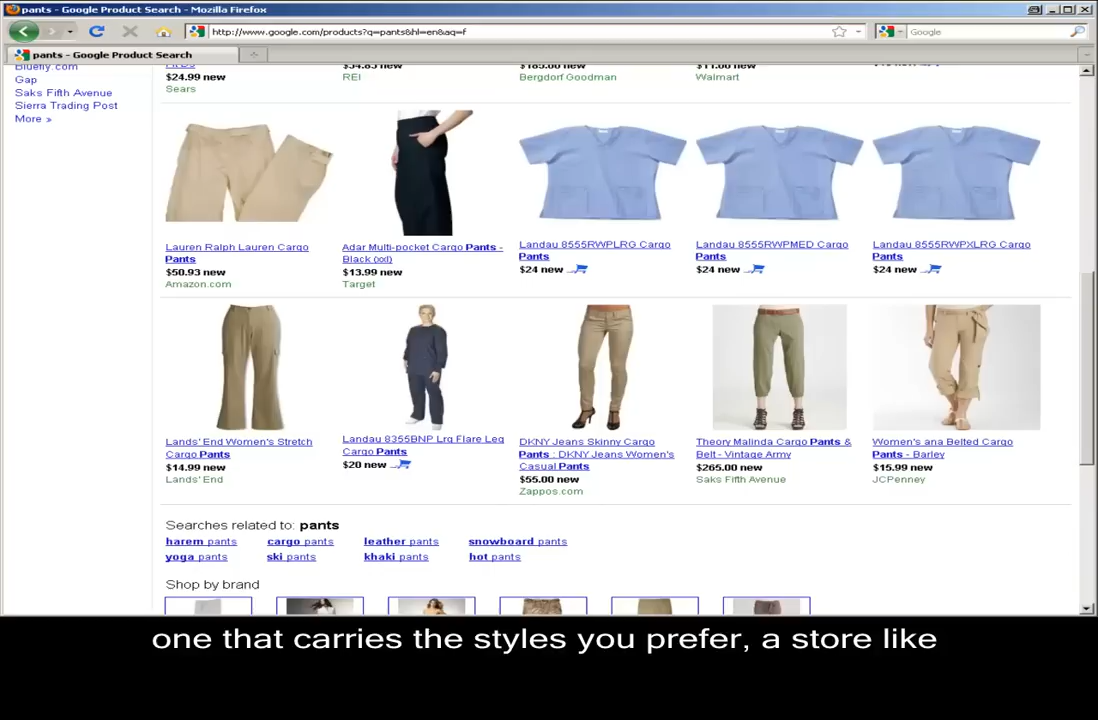 pants - Google Product Search - Mozilla Firefox
http://www.google.com/products?q=pants&hl=en&aq=f
Google
pants - Google Product Search
Bluefly.com
Gap
Saks Fifth Avenue
Sierra Trading Post
More »
$24.99 new
Sears
$54.85 new
REI
$185.00 new
Bergdorf Goodman
$11.00 new
Walmart
Lauren Ralph Lauren Cargo
Pants
$50.93 new
Amazon.com
Adar Multi-pocket Cargo Pants -
Black (xxl)
$13.99 new
Target
Landau 8555RWPLRG Cargo
Pants
$24 new
Landau 8555RWPMED Cargo
Pants
$24 new
Landau 8555RWPXLRG Cargo
Pants
$24 new
Lands' End Women's Stretch
Cargo Pants
$14.99 new
Lands' End
Landau 8355BNP Lrg Flare Leg
Cargo Pants
$20 new
DKNY Jeans Skinny Cargo
Pants : DKNY Jeans Women's
Casual Pants
$55.00 new
Zappos.com
Theory Malinda Cargo Pants &
Belt - Vintage Army
$265.00 new
Saks Fifth Avenue
Women's ana Belted Cargo
Pants - Barley
$15.99 new
JCPenney
Searches related to: pants
harem pants cargo pants leather pants snowboard pants
yoga pants ski pants khaki pants hot pants
Shop by brand
one that carries the styles you prefer, a store like